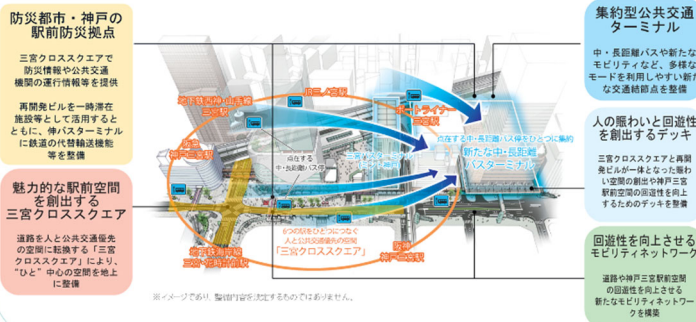 防災都市・神戸の
駅前防災拠点
三宮クロススクエアで
防災情報や公共交通
機関の運行情報等を提供
再開発ビルを一時滞在
施設等として活用すると
ともに、伸バスターミナル
に鉄道の代替輸送機能
等を整備
魅力的な駅前空間
を創出する
三宮クロススクエア
道路を人と公共交通優先
の空間に転換する「三宮
クロススクエア」により、
“ひと”中心の空間を地上
に整備
地下鉄西神・山手線
三宮駅
JR三ノ宮駅
ポートライナー
三宮駅
阪急
神戸三宮駅
点在する
中・長距離バス停
点在する中・長距離バス停をひとつに集約
新たな中・長距離
バスターミナル
6つの駅をひとつにつなぐ
人と公共交通優先の空間
「三宮クロススクエア」
地下鉄海岸線
三宮・花時計前駅
阪神
神戸三宮駅
※イメージであり、整備内容を決定するものではありません。
集約型公共交通
ターミナル
中・長距離バスや新たな
モビリティなど、多様な
モードを利用しやすい新た
な交通結節点を整備
人の賑わいと回遊性
を創出するデッキ
三宮クロススクエアと再開
発ビルが一体となった賑わ
い空間の創出や神戸三宮
駅前空間の回遊性を向上
するためのデッキを整備
回遊性を向上させる
モビリティネットワーク
道路や神戸三宮駅前空間
の回遊性を向上させる
新たなモビリティネットワー
クを構築